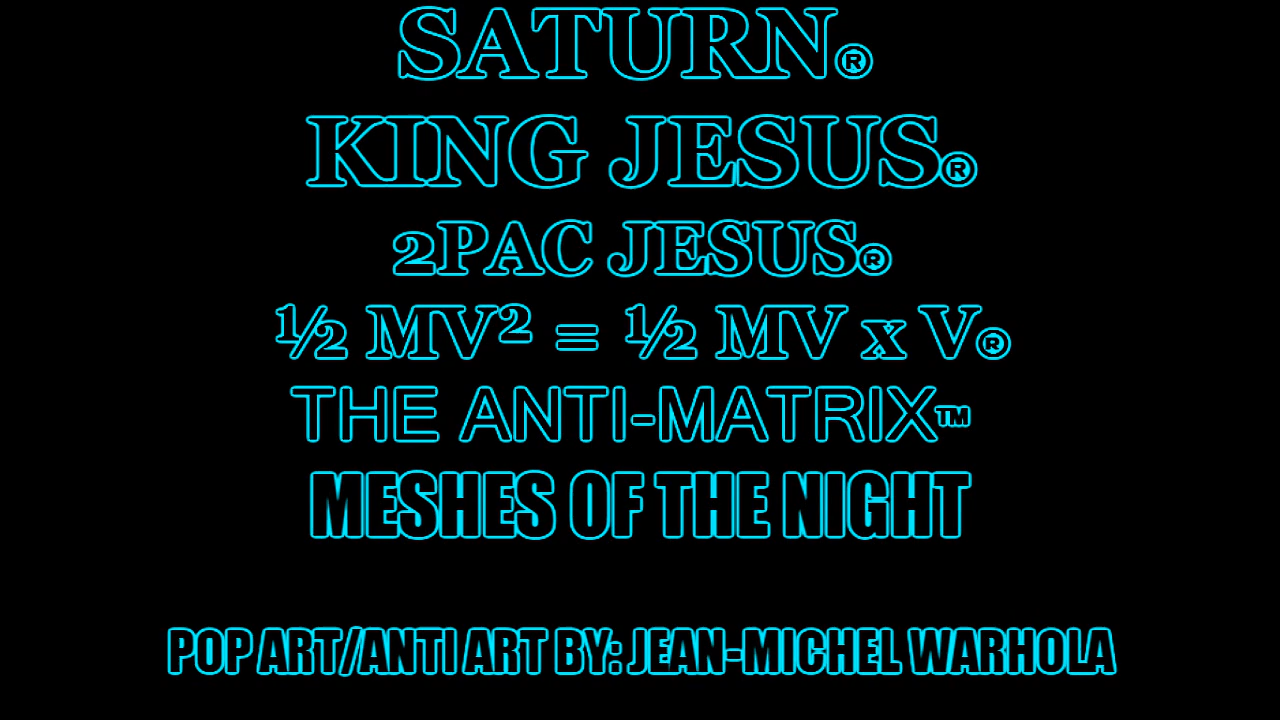 SATURN®
KING JESUS®
2PAC JESUS®
½ MV² = ½ MV x V®
THE ANTI-MATRIX™
MESHES OF THE NIGHT
POP ART/ANTI ART BY: JEAN-MICHEL WARHOLA